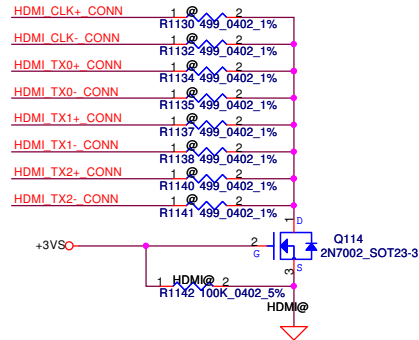 HDMI_CLK+_CONN 1 @ 2
R1130 499_0402_1%
HDMI_CLK-_CONN 1 @ 2
R1132 499_0402_1%
HDMI_TX0+_CONN 1 @ 2
R1134 499_0402_1%
HDMI_TX0-_CONN 1 @ 2
R1135 499_0402_1%
HDMI_TX1+_CONN 1 @ 2
R1137 499_0402_1%
HDMI_TX1-_CONN 1 @ 2
R1138 499_0402_1%
HDMI_TX2+_CONN 1 @ 2
R1140 499_0402_1%
HDMI_TX2-_CONN 1 @ 2
R1141 499_0402_1%
1 D
Q114
+3VS 2 G
2N7002_SOT23-3
3 S
1 HDMI@ 2
R1142 100K_0402_5%
HDMI@